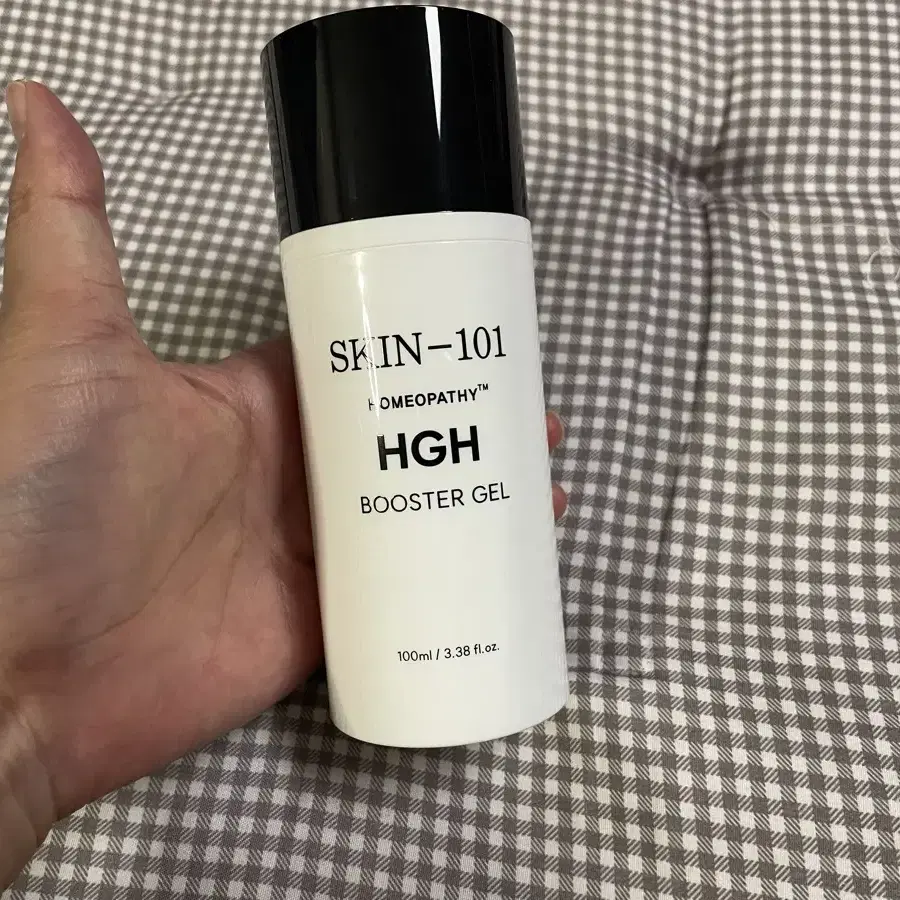 SKIN-101
HOMEOPATHY™
HGH
BOOSTER GEL
100ml / 3.38 fl.oz.